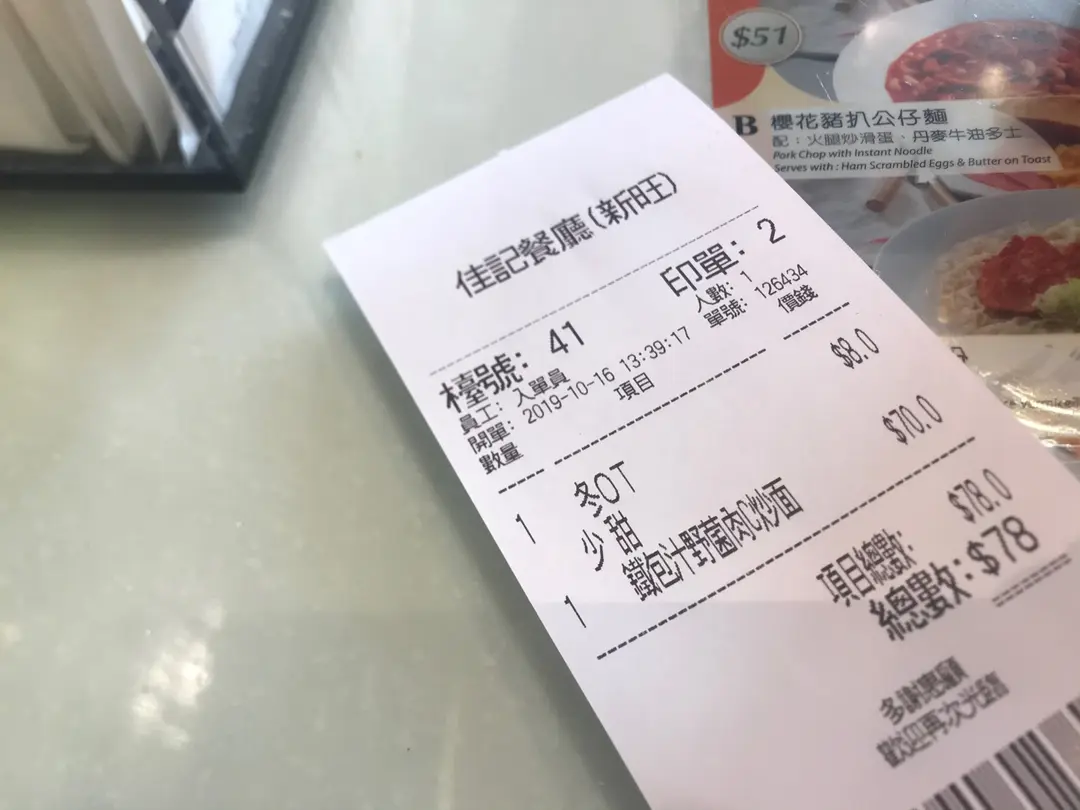 佳記餐廳(新旺)
檯號: 41 印單: 2
員工: 入單員 人數: 1
開單: 2019-10-16 13:39:17 單號: 126434
數量 項目 價錢
1 冬OT $8.0
少甜
1 鐵包汁野菌肉C炒面 $70.0
項目總數: $78.0
總數: $78
多謝惠顧
歡迎再次光臨
$51
B 櫻花豬扒公仔麵
配：火腿炒滑蛋、丹麥牛油多士
Pork Chop with Instant Noodle
Serves with : Ham Scrambled Eggs & Butter on Toast